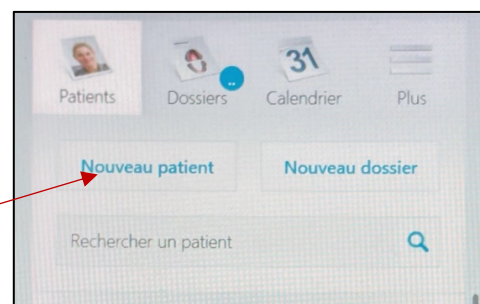 31
Patients Dossiers .. Calendrier Plus
Nouveau patient Nouveau dossier
Rechercher un patient